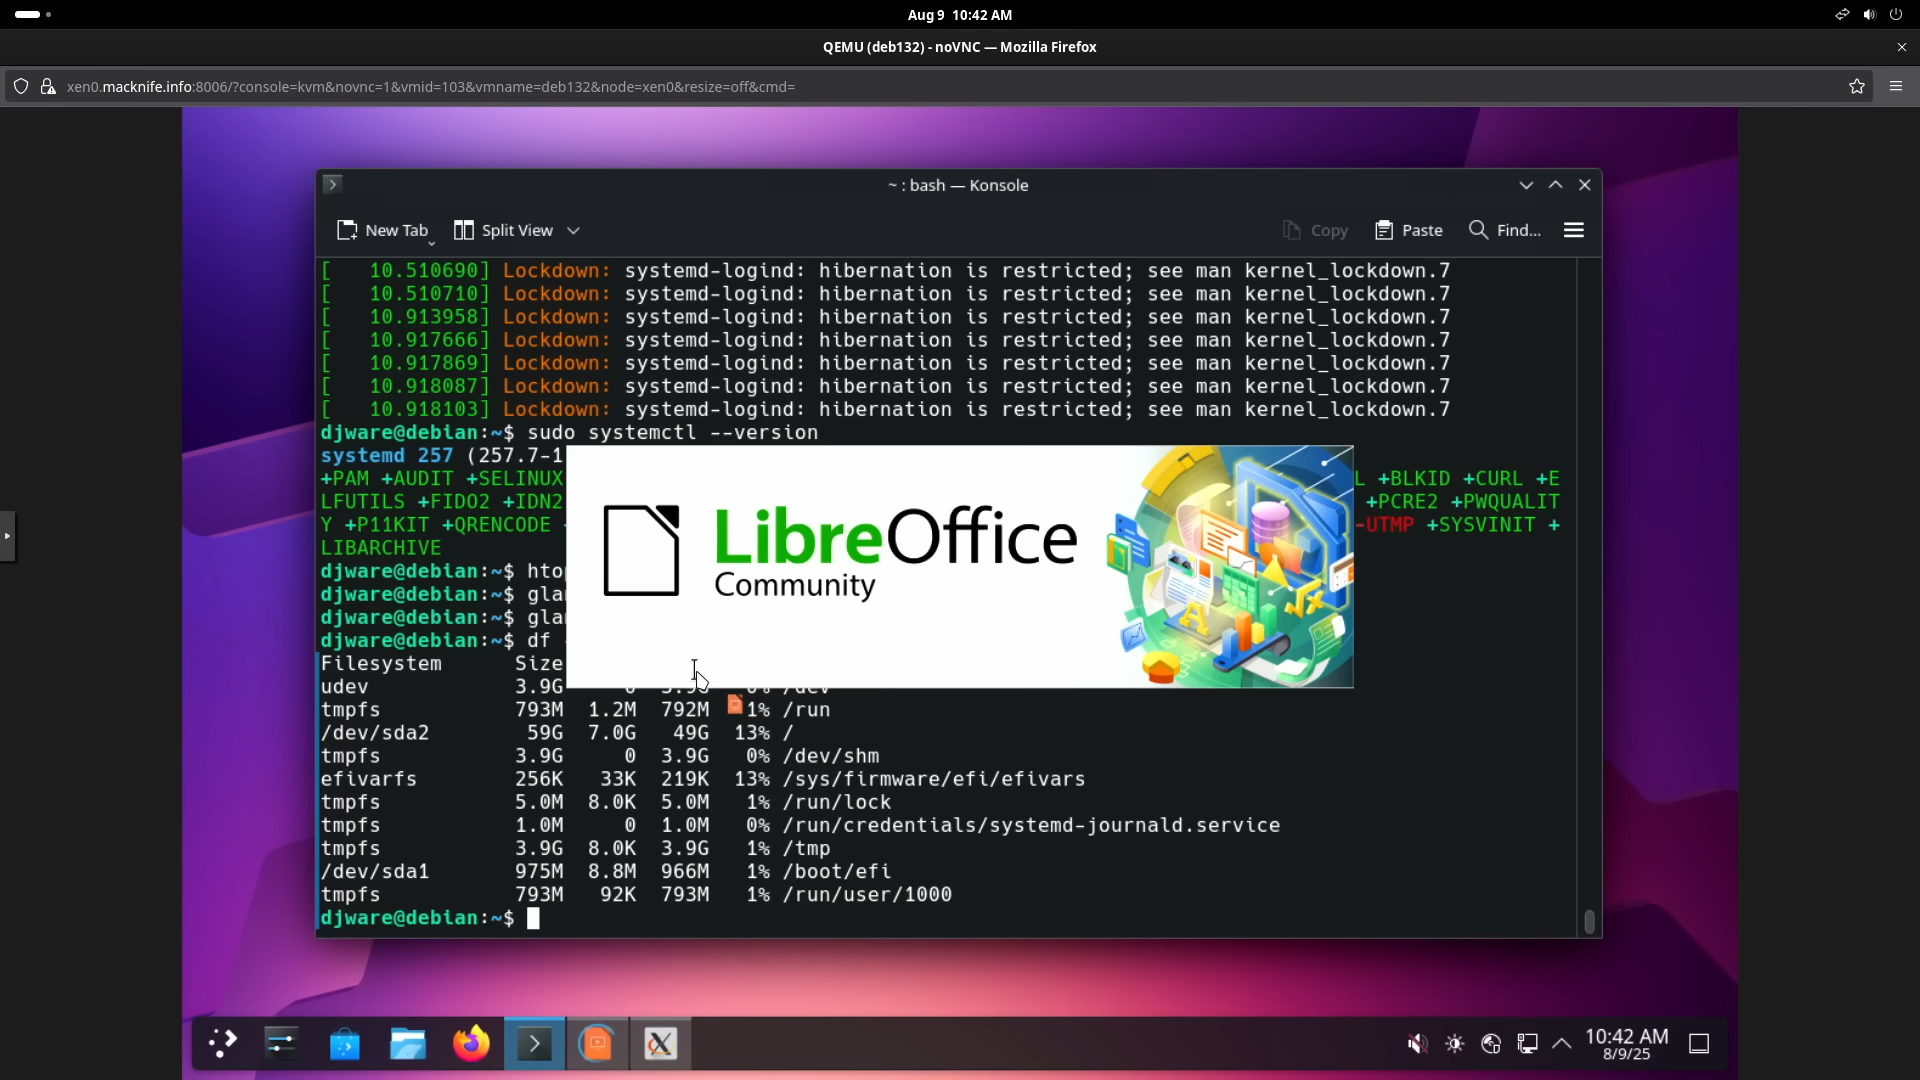 Aug 9 10:42 AM
QEMU (deb132) - noVNC — Mozilla Firefox
xen0.macknife.info:8006/?console=kvm&novnc=1&vmid=103&vmname=deb132&node=xen0&resize=off&cmd=
~ : bash — Konsole
New Tab Split View Copy Paste Find...
[   10.510690] Lockdown: systemd-logind: hibernation is restricted; see man kernel_lockdown.7
[   10.510710] Lockdown: systemd-logind: hibernation is restricted; see man kernel_lockdown.7
[   10.913958] Lockdown: systemd-logind: hibernation is restricted; see man kernel_lockdown.7
[   10.917666] Lockdown: systemd-logind: hibernation is restricted; see man kernel_lockdown.7
[   10.917869] Lockdown: systemd-logind: hibernation is restricted; see man kernel_lockdown.7
[   10.918087] Lockdown: systemd-logind: hibernation is restricted; see man kernel_lockdown.7
[   10.918103] Lockdown: systemd-logind: hibernation is restricted; see man kernel_lockdown.7
djware@debian:~$ sudo systemctl --version
systemd 257 (257.7-1
+PAM +AUDIT +SELINUX L +BLKID +CURL +E
LFUTILS +FIDO2 +IDN2 +PCRE2 +PWQUALIT
Y +P11KIT +QRENCODE -UTMP +SYSVINIT +
LIBARCHIVE
LibreOffice
Community
djware@debian:~$ hto
djware@debian:~$ gla
djware@debian:~$ gla
djware@debian:~$ df
Filesystem Size
udev 3.9G 0 3.9G 0% /dev
tmpfs 793M 1.2M 792M 1% /run
/dev/sda2 59G 7.0G 49G 13% /
tmpfs 3.9G 0 3.9G 0% /dev/shm
efivarfs 256K 33K 219K 13% /sys/firmware/efi/efivars
tmpfs 5.0M 8.0K 5.0M 1% /run/lock
tmpfs 1.0M 0 1.0M 0% /run/credentials/systemd-journald.service
tmpfs 3.9G 8.0K 3.9G 1% /tmp
/dev/sda1 975M 8.8M 966M 1% /boot/efi
tmpfs 793M 92K 793M 1% /run/user/1000
djware@debian:~$
10:42 AM
8/9/25